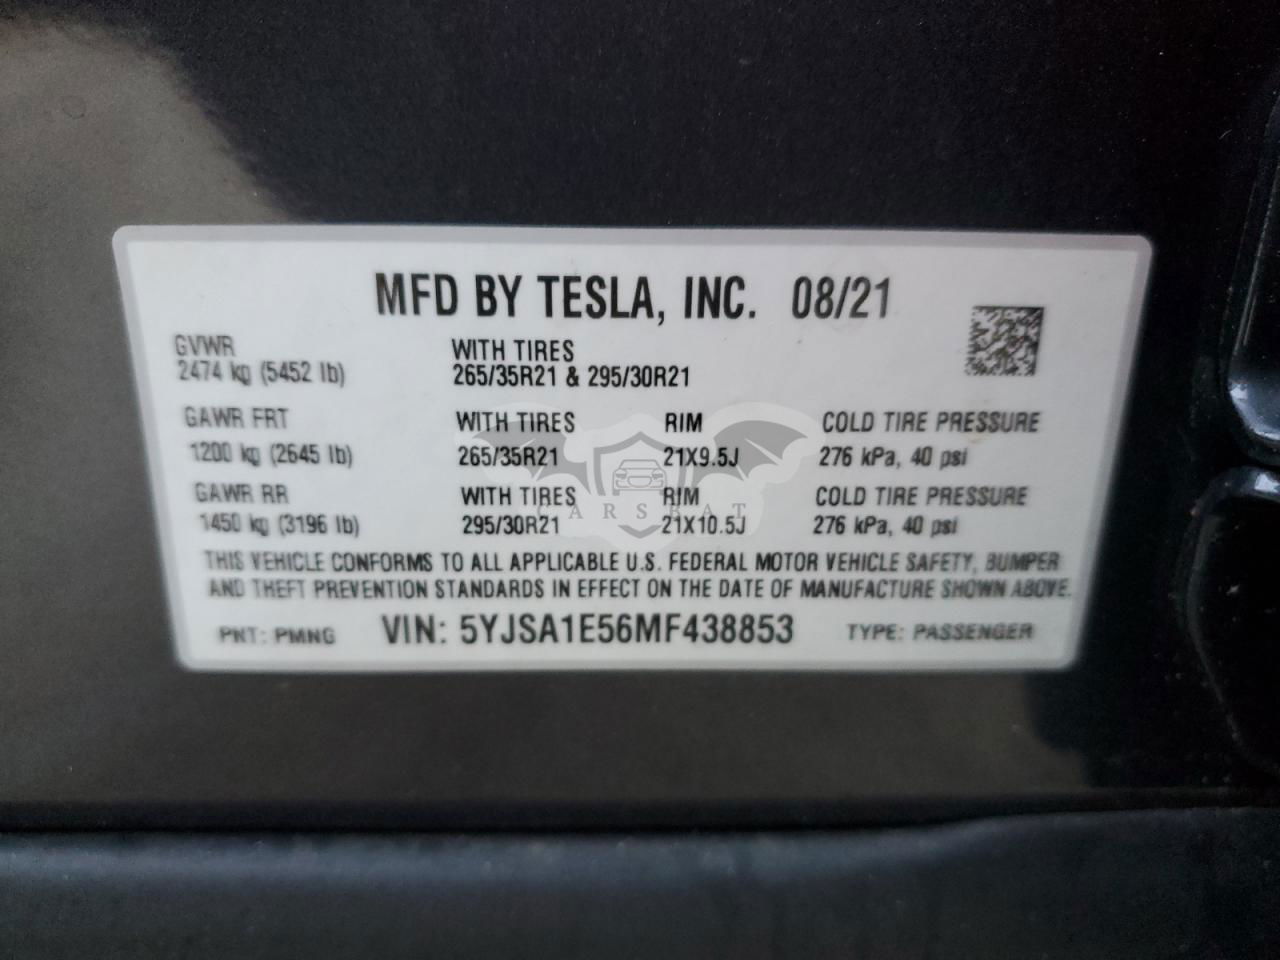 MFD BY TESLA, INC. 08/21
GVWR WITH TIRES
2474 kg (5452 lb) 265/35R21 & 295/30R21
GAWR FRT WITH TIRES RIM COLD TIRE PRESSURE
1200 kg (2645 lb) 265/35R21 21X9.5J 276 kPa, 40 psi
GAWR RR WITH TIRES RIM COLD TIRE PRESSURE
1450 kg (3196 lb) 295/30R21 21X10.5J 276 kPa, 40 psi
CARSBAT
THIS VEHICLE CONFORMS TO ALL APPLICABLE U.S. FEDERAL MOTOR VEHICLE SAFETY, BUMPER
AND THEFT PREVENTION STANDARDS IN EFFECT ON THE DATE OF MANUFACTURE SHOWN ABOVE.
PNT: PMNG VIN: 5YJSA1E56MF438853 TYPE: PASSENGER